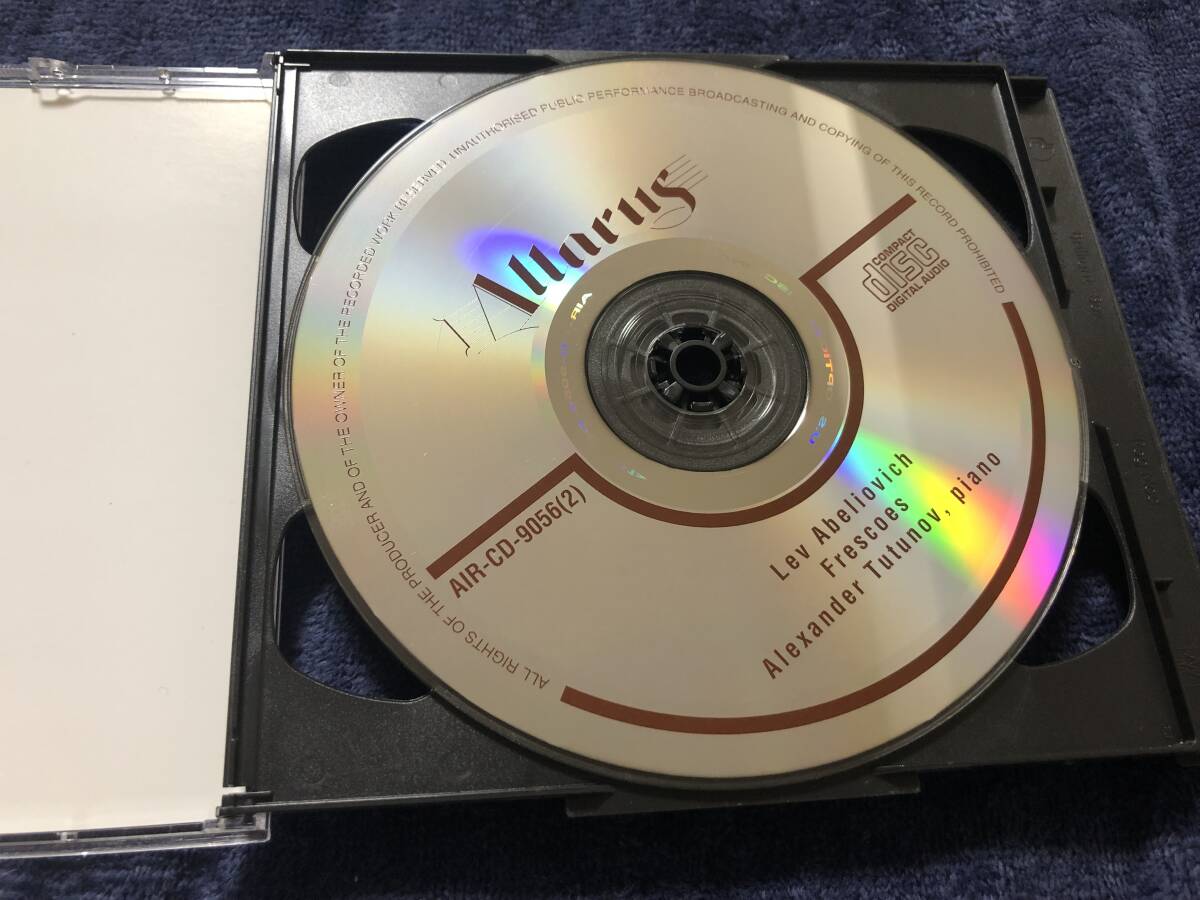 Altarus
COMPACT
disc
DIGITAL AUDIO
AIR-CD-9056(2)
Lev Abeliovich
Frescoes
Alexander Tutunov, piano
ALL RIGHTS OF THE PRODUCER AND OF THE OWNER OF THE RECORDED WORK RESERVED UNAUTHORISED PUBLIC PERFORMANCE BROADCASTING AND COPYING OF THIS RECORD PROHIBITED